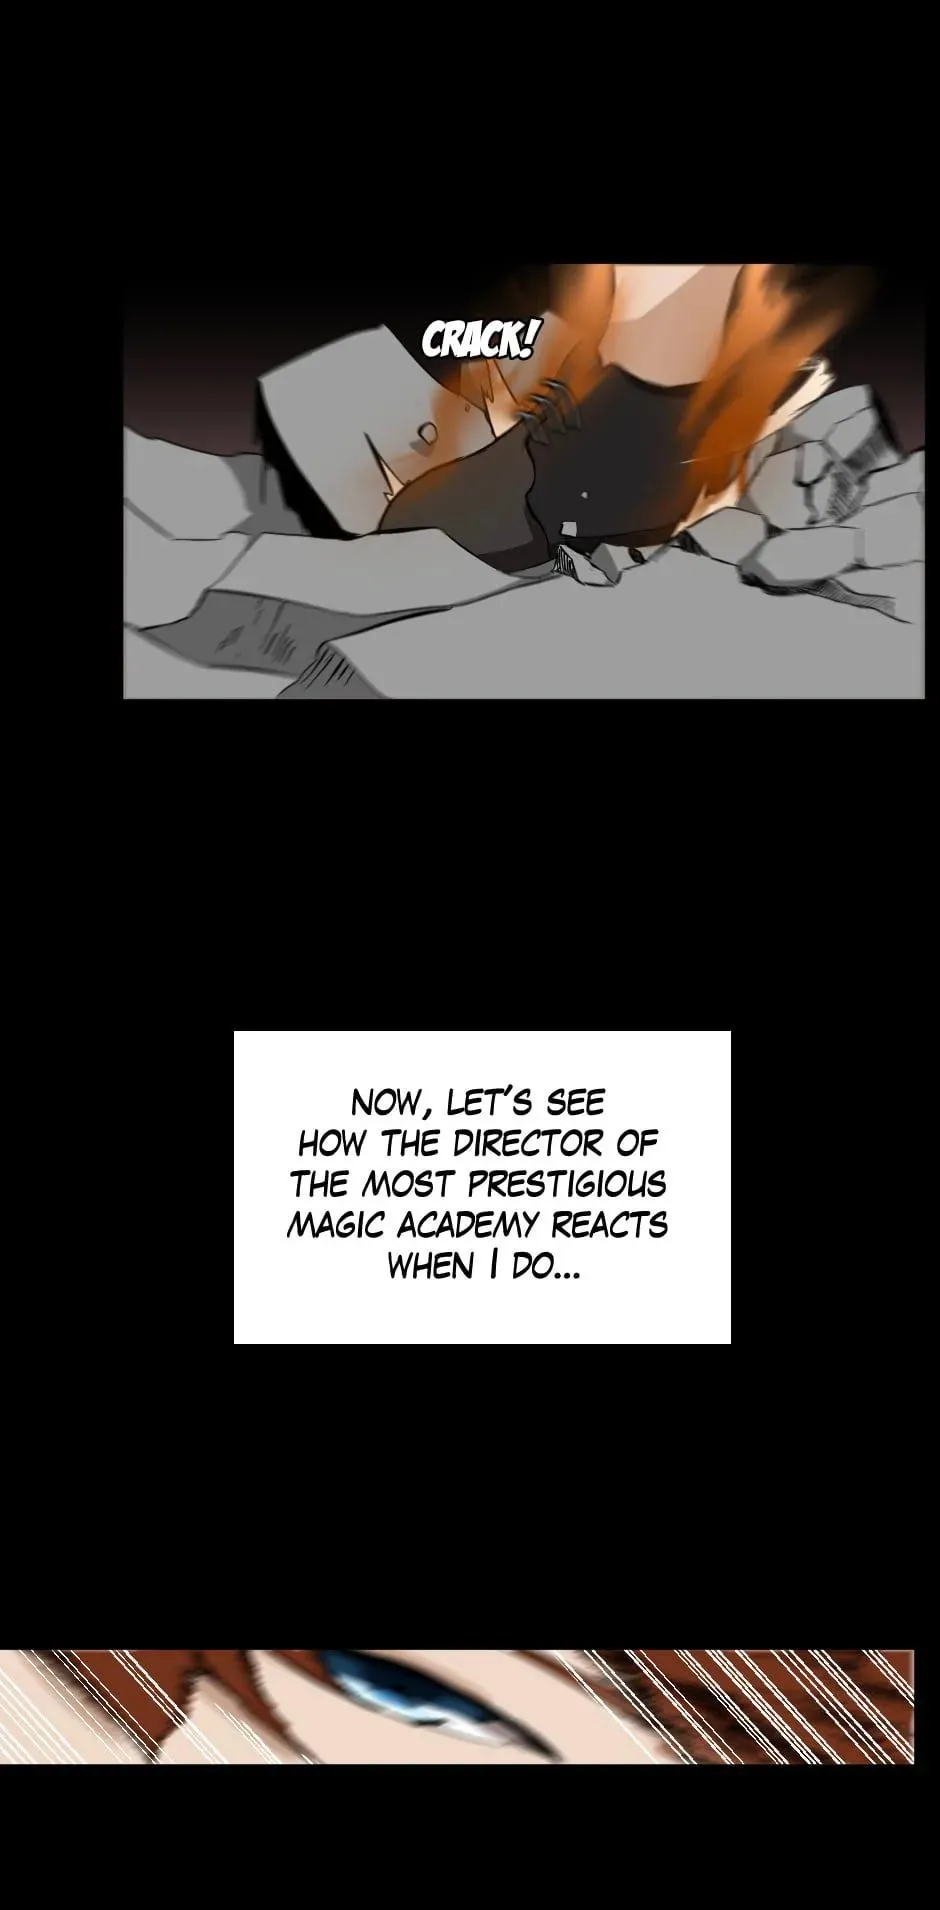 CRACK!
NOW, LET'S SEE
HOW THE DIRECTOR OF
THE MOST PRESTIGIOUS
MAGIC ACADEMY REACTS
WHEN I DO...